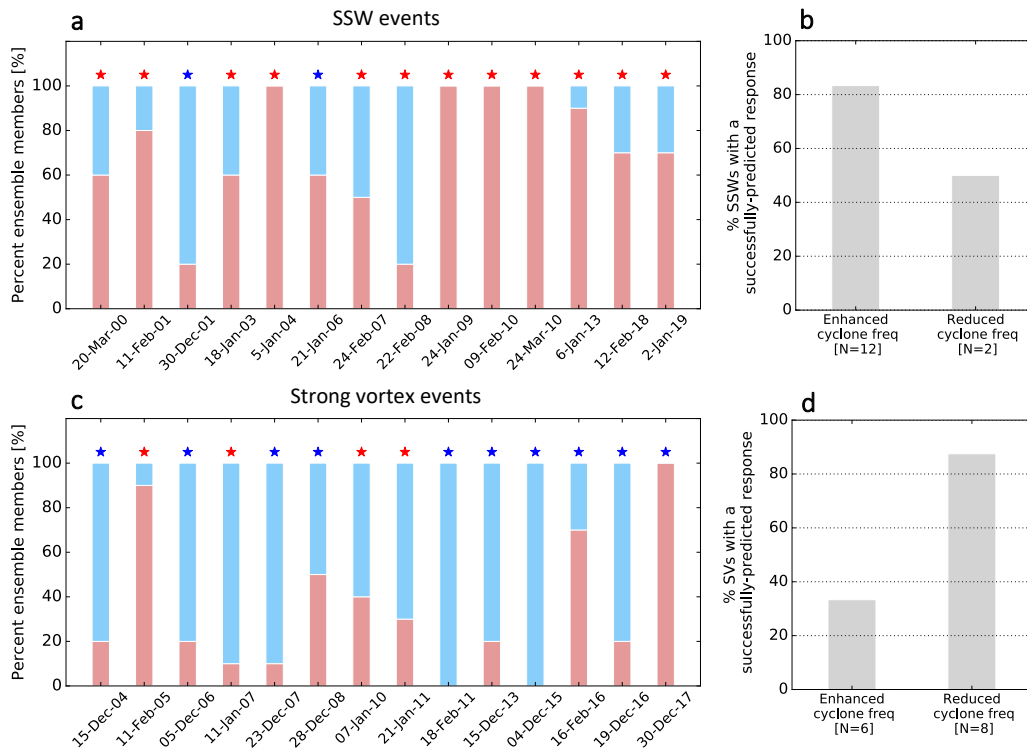 a
SSW events
Percent ensemble members [%]
100
80
60
40
20
0
20-Mar-00
11-Feb-01
30-Dec-01
18-Jan-03
5-Jan-04
21-Jan-06
24-Feb-07
22-Feb-08
24-Jan-09
09-Feb-10
24-Mar-10
6-Jan-13
12-Feb-18
2-Jan-19
b
% SSWs with a
successfully-predicted response
100
80
60
40
20
0
Enhanced
cyclone freq
[N=12]
Reduced
cyclone freq
[N=2]
c
Strong vortex events
Percent ensemble members [%]
100
80
60
40
20
0
15-Dec-04
11-Feb-05
05-Dec-06
11-Jan-07
23-Dec-07
28-Dec-08
07-Jan-10
21-Jan-11
18-Feb-11
15-Dec-13
04-Dec-15
16-Feb-16
19-Dec-16
30-Dec-17
d
% SVs with a
successfully-predicted response
100
80
60
40
20
0
Enhanced
cyclone freq
[N=6]
Reduced
cyclone freq
[N=8]